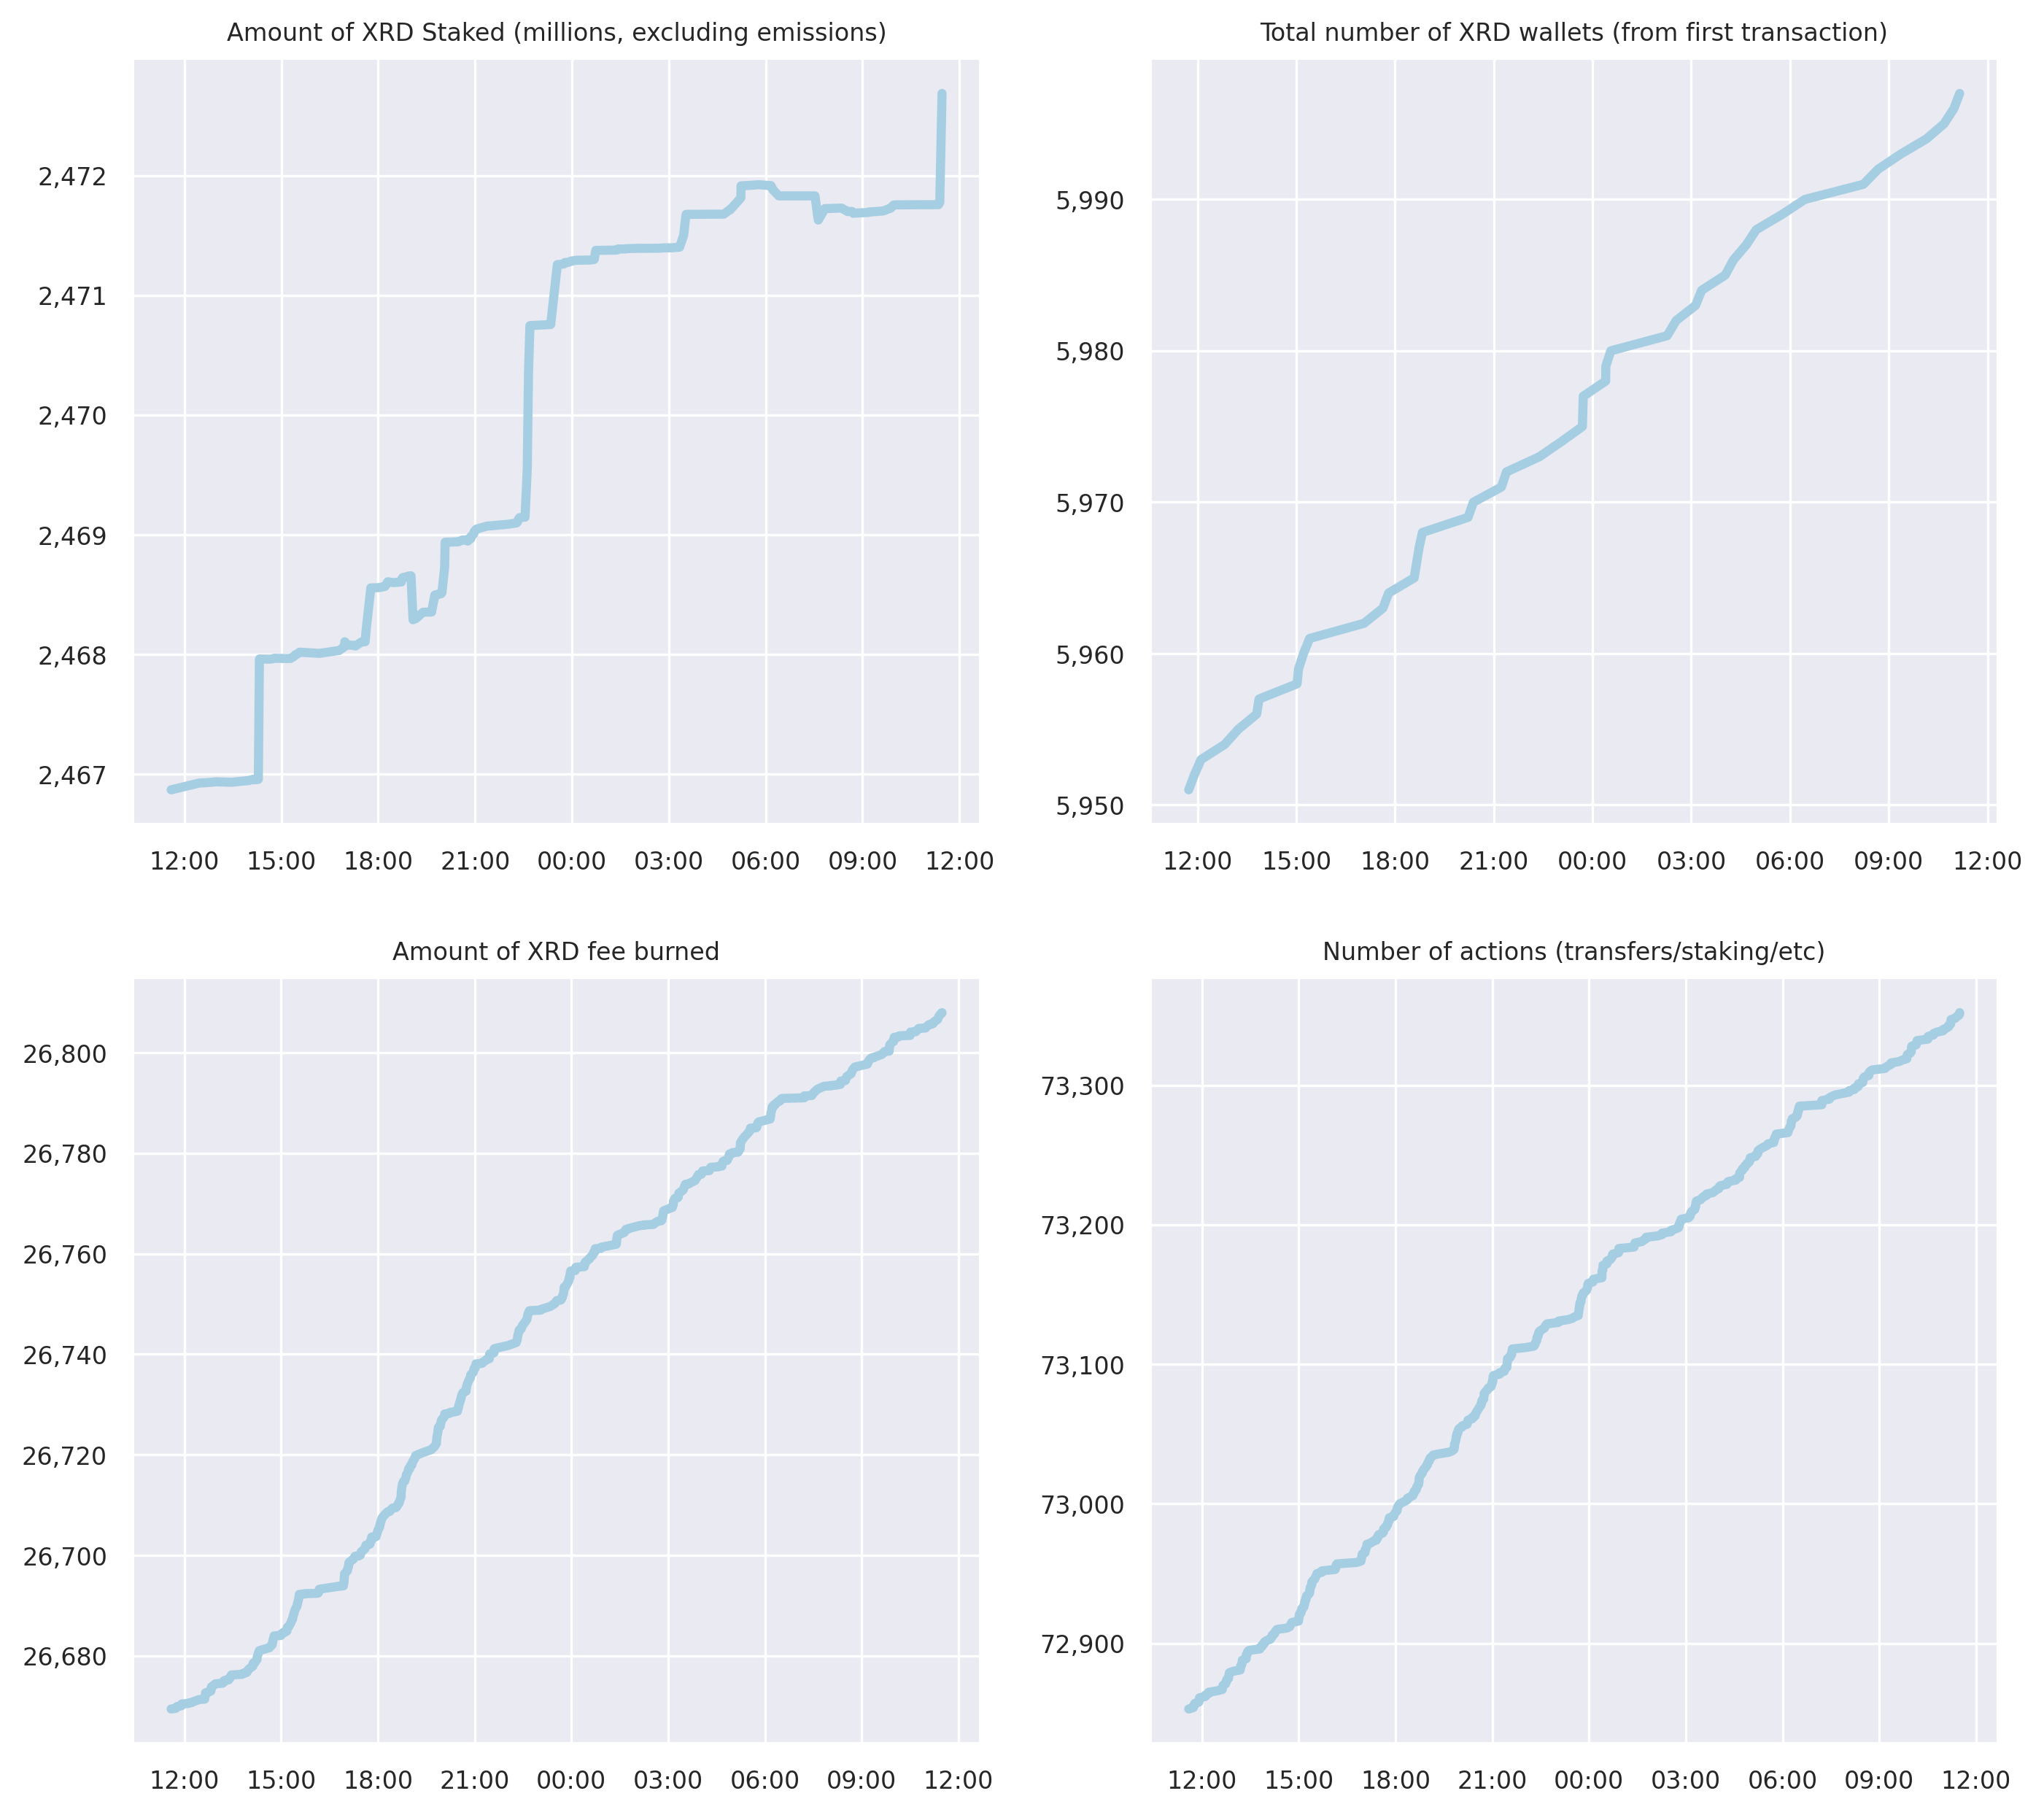 Amount of XRD Staked (millions, excluding emissions)
2,472
2,471
2,470
2,469
2,468
2,467
12:00 15:00 18:00 21:00 00:00 03:00 06:00 09:00 12:00
Total number of XRD wallets (from first transaction)
5,990
5,980
5,970
5,960
5,950
12:00 15:00 18:00 21:00 00:00 03:00 06:00 09:00 12:00
Amount of XRD fee burned
26,800
26,780
26,760
26,740
26,720
26,700
26,680
12:00 15:00 18:00 21:00 00:00 03:00 06:00 09:00 12:00
Number of actions (transfers/staking/etc)
73,300
73,200
73,100
73,000
72,900
12:00 15:00 18:00 21:00 00:00 03:00 06:00 09:00 12:00